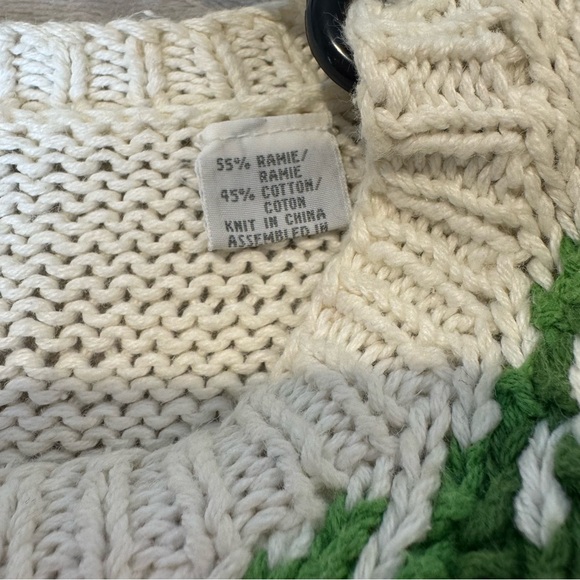 55% RAMIE/
RAMIE
45% COTTON/
COTON
KNIT IN CHINA
ASSEMBLED IN